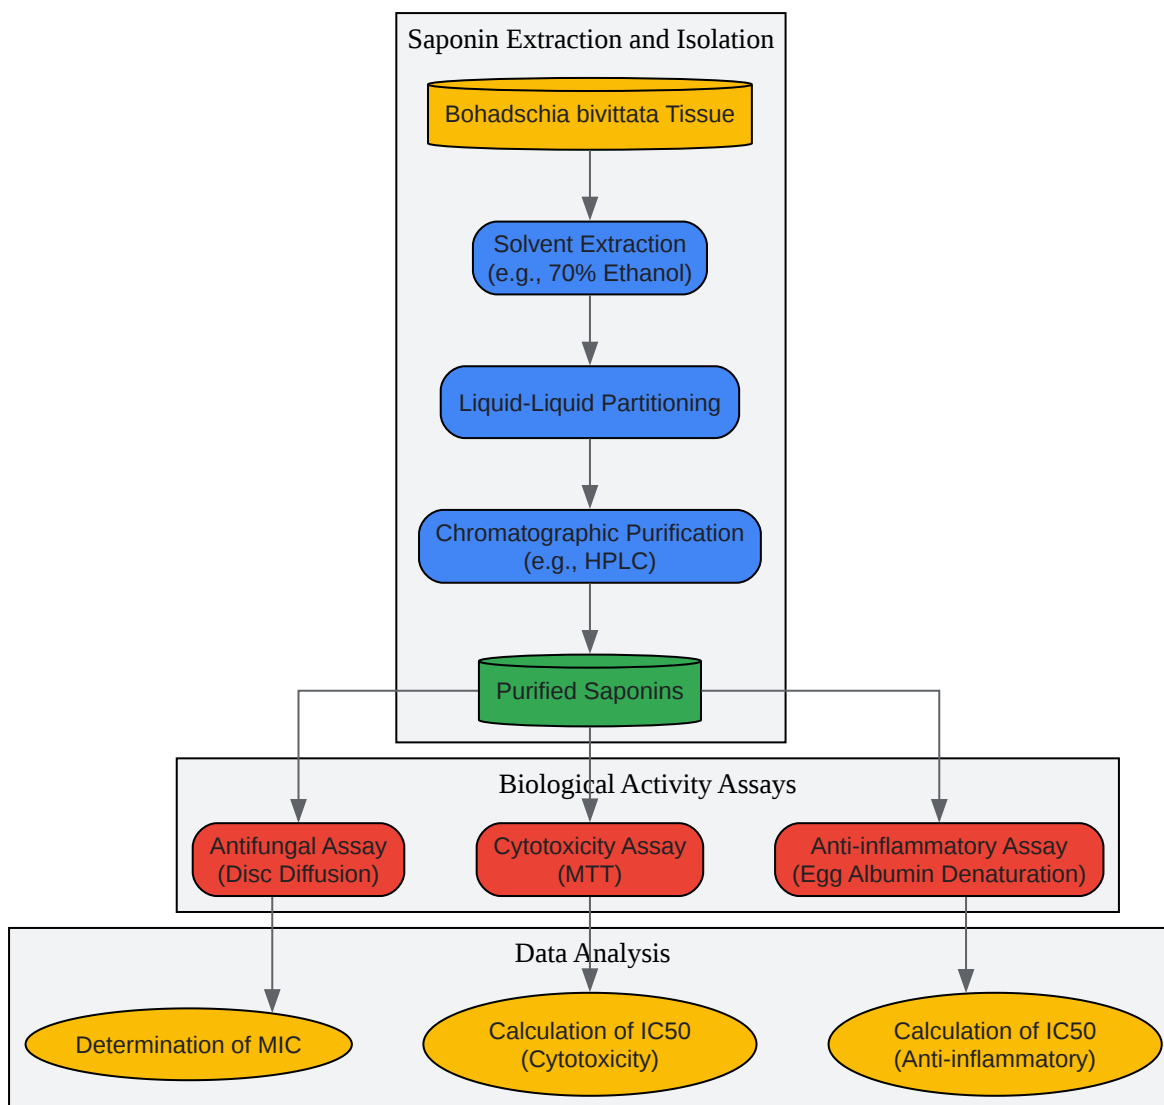 Saponin Extraction and Isolation
Bohadschia bivittata Tissue
Solvent Extraction
(e.g., 70% Ethanol)
Liquid-Liquid Partitioning
Chromatographic Purification
(e.g., HPLC)
Purified Saponins
Biological Activity Assays
Antifungal Assay
(Disc Diffusion)
Cytotoxicity Assay
(MTT)
Anti-inflammatory Assay
(Egg Albumin Denaturation)
Data Analysis
Determination of MIC
Calculation of IC50
(Cytotoxicity)
Calculation of IC50
(Anti-inflammatory)